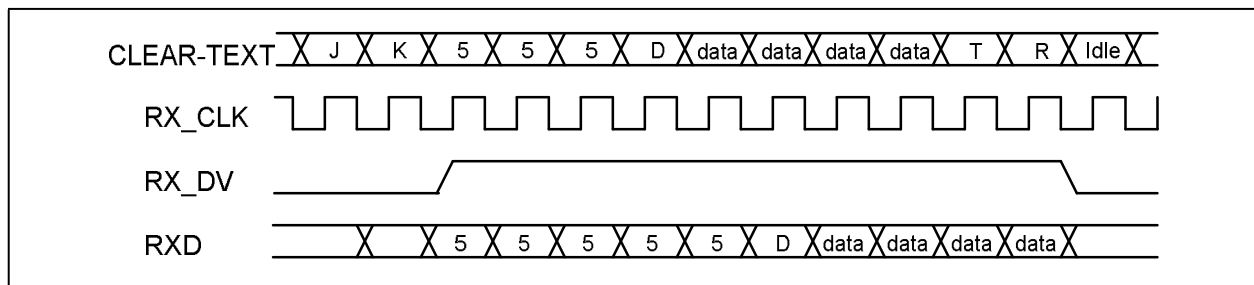 CLEAR-TEXT J K 5 5 5 D data data data data T R Idle
RX_CLK
RX_DV
RXD 5 5 5 5 5 D data data data data